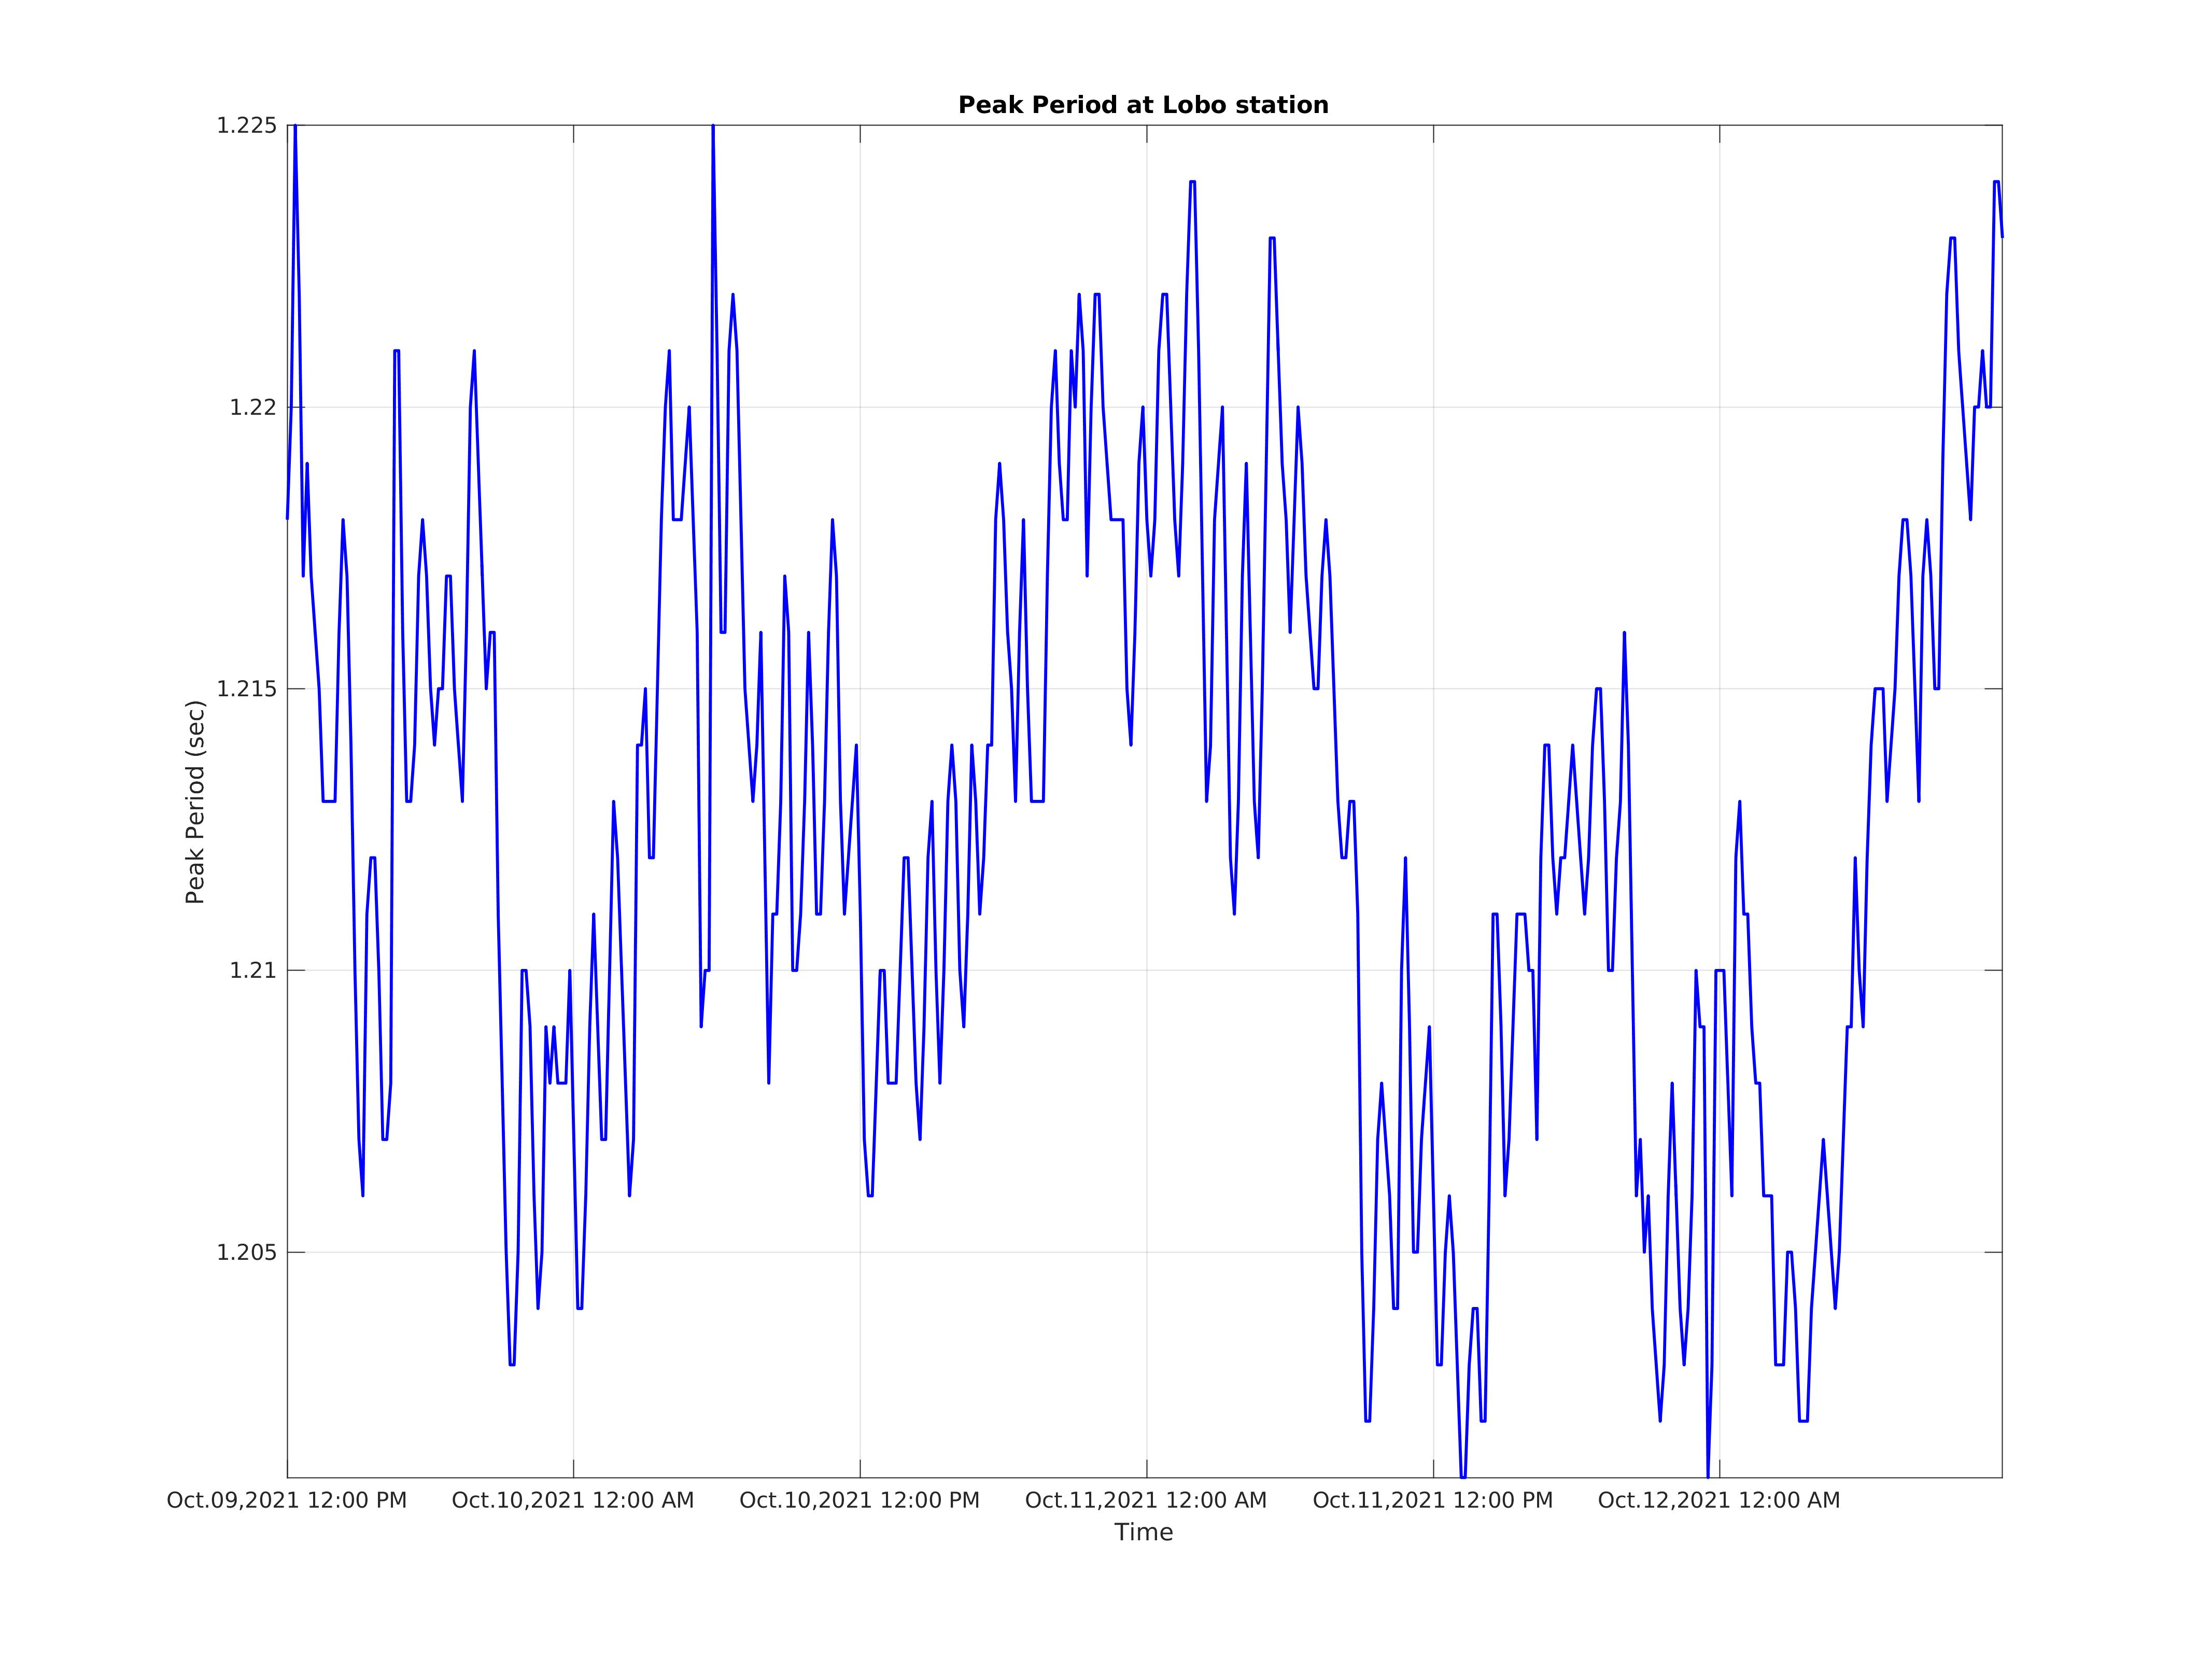 Peak Period at Lobo station
1.225
1.22
1.215
1.21
1.205
Peak Period (sec)
Oct.09,2021 12:00 PM
Oct.10,2021 12:00 AM
Oct.10,2021 12:00 PM
Oct.11,2021 12:00 AM
Oct.11,2021 12:00 PM
Oct.12,2021 12:00 AM
Time